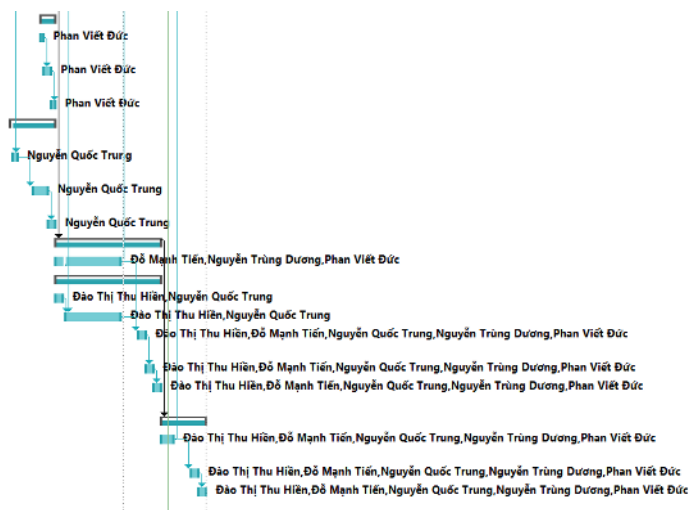 Phan Viết Đức
Phan Viết Đức
Phan Viết Đức
Nguyễn Quốc Trung
Nguyễn Quốc Trung
Nguyễn Quốc Trung
Đỗ Mạnh Tiến,Nguyễn Trùng Dương,Phan Viết Đức
Đào Thị Thu Hiền,Nguyễn Quốc Trung
Đào Thị Thu Hiền,Nguyễn Quốc Trung
Đào Thị Thu Hiền,Đỗ Mạnh Tiến,Nguyễn Quốc Trung,Nguyễn Trùng Dương,Phan Viết Đức
Đào Thị Thu Hiền,Đỗ Mạnh Tiến,Nguyễn Quốc Trung,Nguyễn Trùng Dương,Phan Viết Đức
Đào Thị Thu Hiền,Đỗ Mạnh Tiến,Nguyễn Quốc Trung,Nguyễn Trùng Dương,Phan Viết Đức
Đào Thị Thu Hiền,Đỗ Mạnh Tiến,Nguyễn Quốc Trung,Nguyễn Trùng Dương,Phan Viết Đức
Đào Thị Thu Hiền,Đỗ Mạnh Tiến,Nguyễn Quốc Trung,Nguyễn Trùng Dương,Phan Viết Đức
Đào Thị Thu Hiền,Đỗ Mạnh Tiến,Nguyễn Quốc Trung,Nguyễn Trùng Dương,Phan Viết Đức